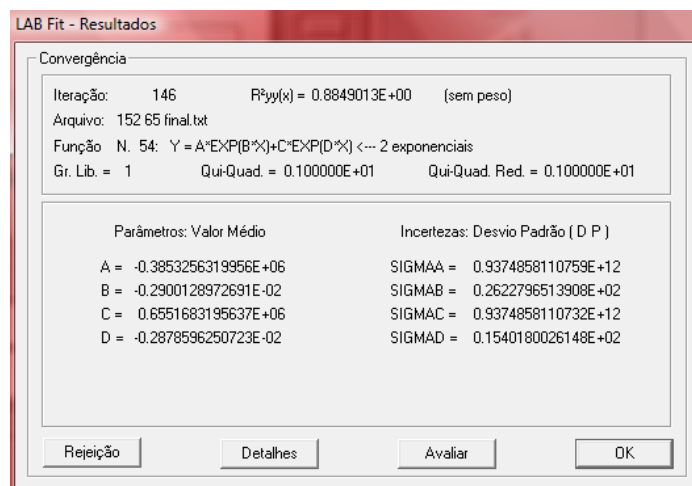 LAB Fit - Resultados
Convergência
Iteração: 146 R²yy(x) = 0.8849013E+00 (sem peso)
Arquivo: 152 65 final.txt
Função N. 54: Y = A*EXP(B*X)+C*EXP(D*X) <--- 2 exponenciais
Gr. Lib. = 1 Qui-Quad. = 0.100000E+01 Qui-Quad. Red. = 0.100000E+01
Parâmetros: Valor Médio Incertezas: Desvio Padrão ( D P )
A = -0.3853256319956E+06 SIGMAA = 0.9374858110759E+12
B = -0.2900128972691E-02 SIGMAB = 0.2622796513908E+02
C = 0.6551683195637E+06 SIGMAC = 0.9374858110732E+12
D = -0.2878596250723E-02 SIGMAD = 0.1540180026148E+02
Rejeição Detalhes Avaliar OK